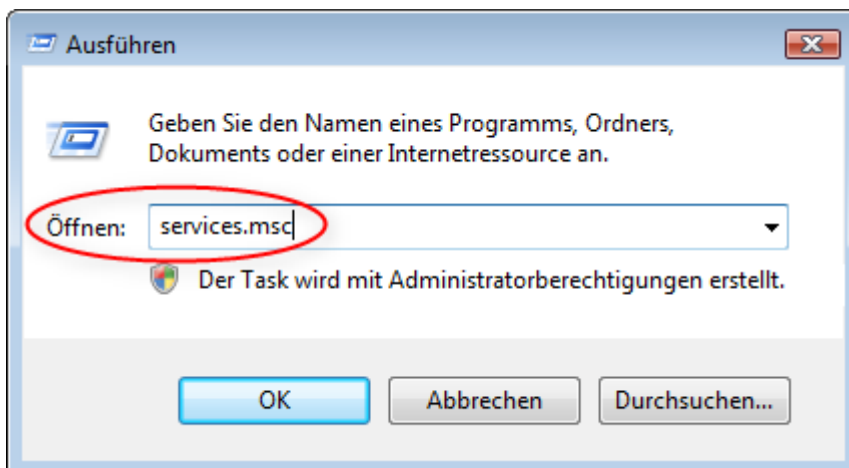 Ausführen
Geben Sie den Namen eines Programms, Ordners,
Dokuments oder einer Internetressource an.
Öffnen: services.msc
Der Task wird mit Administratorberechtigungen erstellt.
OK Abbrechen Durchsuchen...